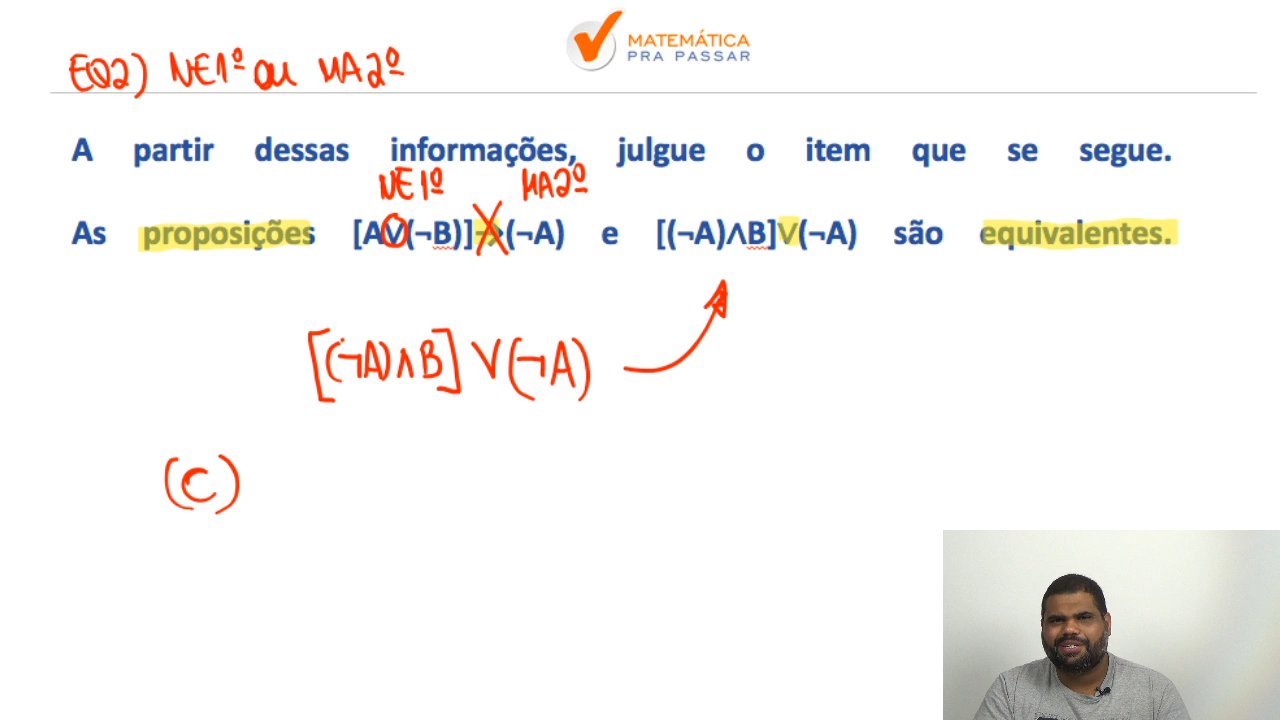 MATEMÁTICA
PRA PASSAR
EQ2) NE1º ou MA2º
A partir dessas informações, julgue o item que se segue.
NE1º MA2º
As proposições [AV(¬B)]→(¬A) e [(¬A)∧B]V(¬A) são equivalentes.
[(¬A)∧B] V (¬A)
(C)